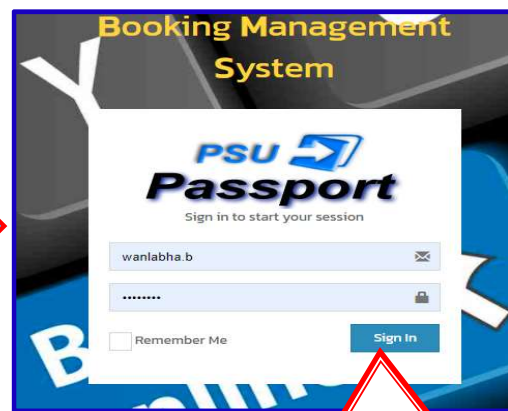 Booking Management
System
Y
PSU
Passport
Sign in to start your session
wanlabha.b
........
Remember Me
Sign In
B